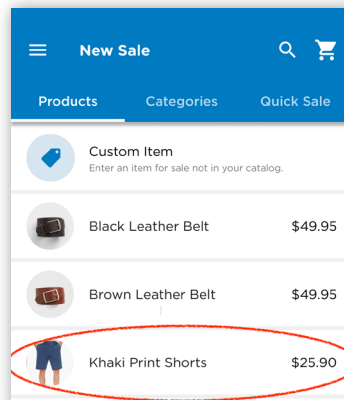 New Sale
Products Categories Quick Sale
Custom Item
Enter an item for sale not in your catalog.
Black Leather Belt $49.95
Brown Leather Belt $49.95
Khaki Print Shorts $25.90